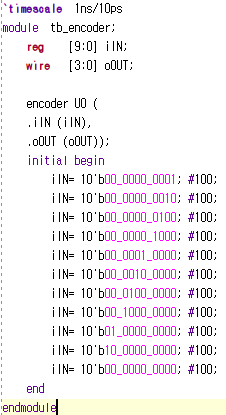 `timescale 1ns/10ps
module tb_encoder;
reg [9:0] iIN;
wire [3:0] oOUT;
encoder U0 (
.iIN (iIN),
.oOUT (oOUT));
initial begin
iIN= 10'b00_0000_0001; #100;
iIN= 10'b00_0000_0010; #100;
iIN= 10'b00_0000_0100; #100;
iIN= 10'b00_0000_1000; #100;
iIN= 10'b00_0001_0000; #100;
iIN= 10'b00_0010_0000; #100;
iIN= 10'b00_0100_0000; #100;
iIN= 10'b00_1000_0000; #100;
iIN= 10'b01_0000_0000; #100;
iIN= 10'b10_0000_0000; #100;
iIN= 10'b00_0000_0000; #100;
end
endmodule